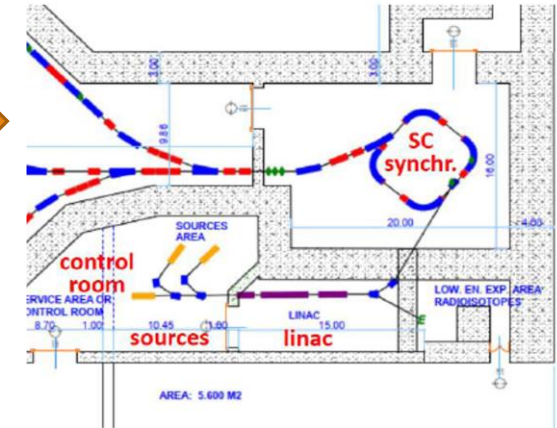 3.00
3.00
9.86
SC
synchr.
16.00
20.00
4.00
SOURCES
AREA
control
room
ERVICE AREA OR
ONTROL ROOM
8.70
1.00
10.45
1.60
15.00
LINAC
sources
linac
LOW. EN. EXP. AREA
RADIOISOTOPES
AREA: 5.600 M2